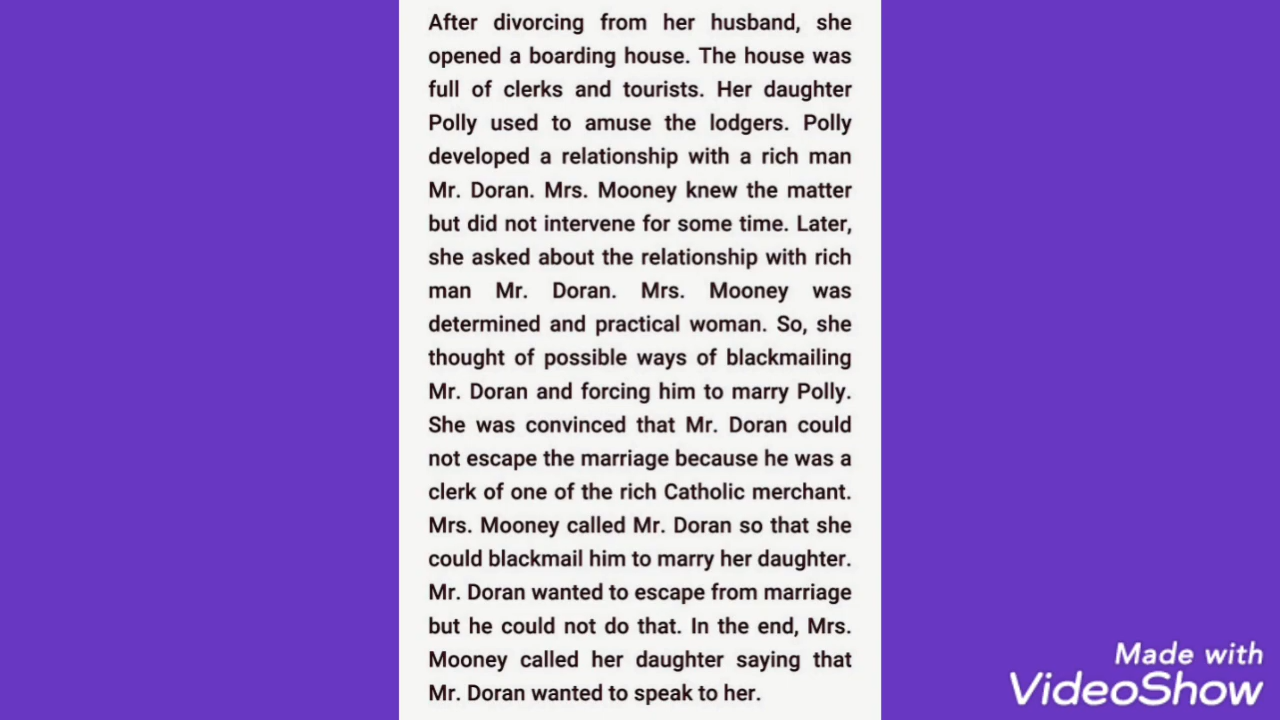 After divorcing from her husband, she
opened a boarding house. The house was
full of clerks and tourists. Her daughter
Polly used to amuse the lodgers. Polly
developed a relationship with a rich man
Mr. Doran. Mrs. Mooney knew the matter
but did not intervene for some time. Later,
she asked about the relationship with rich
man Mr. Doran. Mrs. Mooney was
determined and practical woman. So, she
thought of possible ways of blackmailing
Mr. Doran and forcing him to marry Polly.
She was convinced that Mr. Doran could
not escape the marriage because he was a
clerk of one of the rich Catholic merchant.
Mrs. Mooney called Mr. Doran so that she
could blackmail him to marry her daughter.
Mr. Doran wanted to escape from marriage
but he could not do that. In the end, Mrs.
Mooney called her daughter saying that
Mr. Doran wanted to speak to her.
Made with
VideoShow